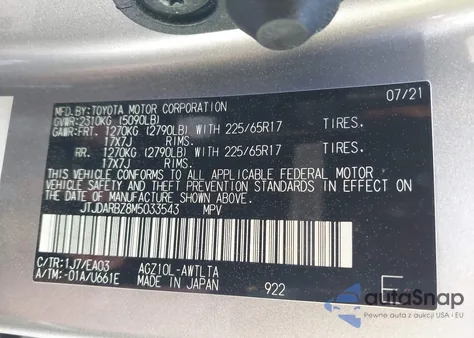 MFD.BY:TOYOTA MOTOR CORPORATION 07/21
GVWR:2310KG (5090LB)
GAWR:FRT. 1270KG (2790LB) WITH 225/65R17 TIRES.
17X7J
RR. 1270KG (2790LB) WITH 225/65R17 TIRES.
17X7J
THIS VEHICLE CONFORMS TO ALL APPLICABLE FEDERAL MOTOR
VEHICLE SAFETY AND THEFT PREVENTION STANDARDS IN EFFECT ON
THE DATE OF MANUFACTURE SHOWN ABOVE.
JTJDARBZ8M5033543 MPV
C/TR:1J7/EA03 AGZ10L-AWTLTA
A/TM:-01A/U661E MADE IN JAPAN 922 E
autaSnap
Pewne auta z aukcji USA i EU